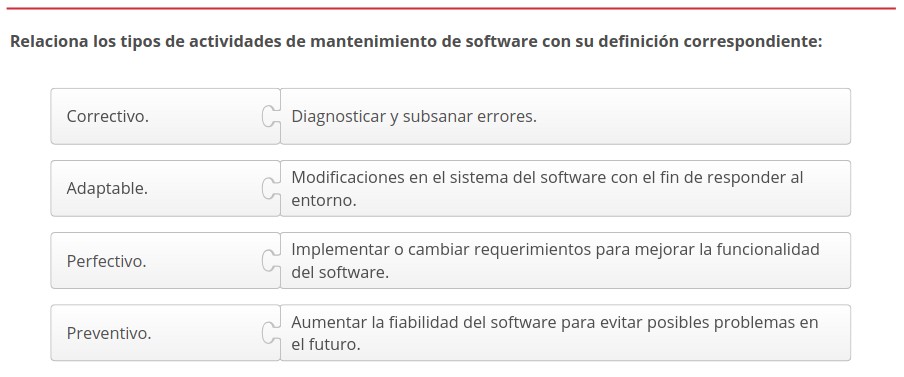 Relaciona los tipos de actividades de mantenimiento de software con su definición correspondiente:
Correctivo.
Diagnosticar y subsanar errores.
Adaptable.
Modificaciones en el sistema del software con el fin de responder al
entorno.
Perfectivo.
Implementar o cambiar requerimientos para mejorar la funcionalidad
del software.
Preventivo.
Aumentar la fiabilidad del software para evitar posibles problemas en
el futuro.